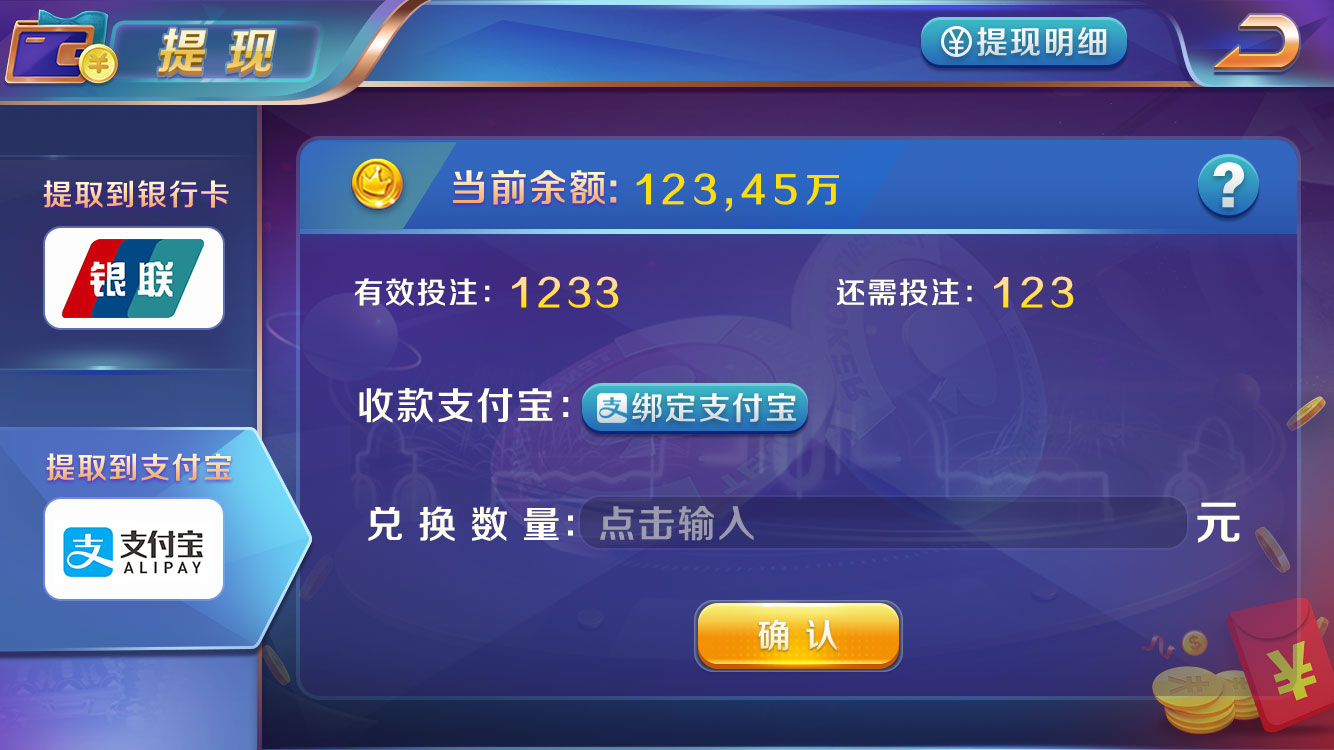 提现
提现明细
提取到银行卡
银联
提取到支付宝
支付宝
ALIPAY
当前余额: 123,45万
?
有效投注: 1233
还需投注: 123
收款支付宝:
支 绑定支付宝
兑换数量: 点击输入 元
确认
¥